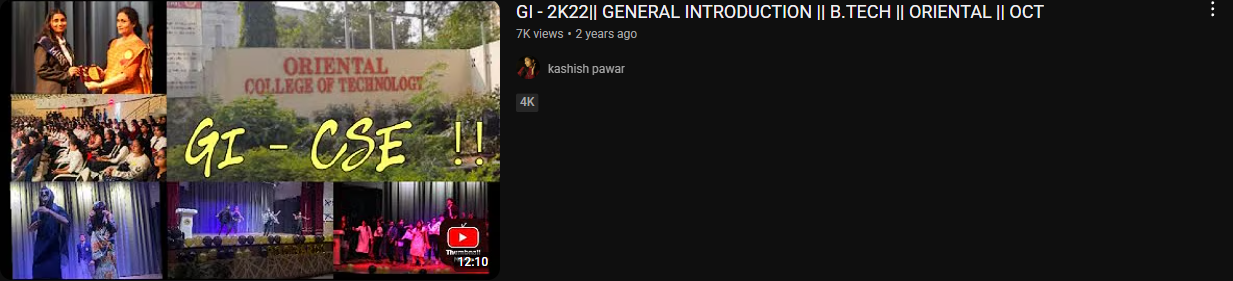 GI - 2K22|| GENERAL INTRODUCTION || B.TECH || ORIENTAL || OCT
7K views • 2 years ago
kashish pawar
4K
ORIENTAL
COLLEGE OF TECHNOLOGY
GI - CSE !!
12:10